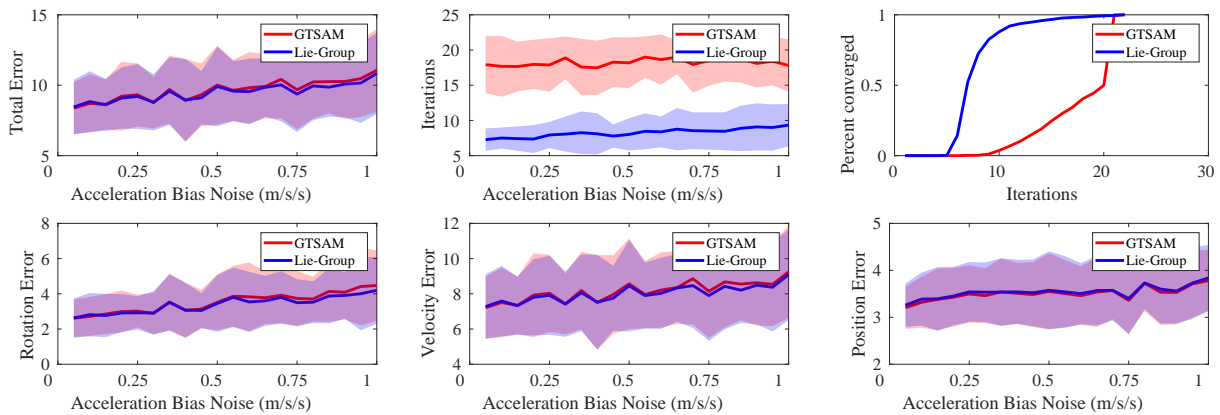 Total Error
15
10
5
GTSAM
Lie-Group
0 0.25 0.5 0.75 1
Acceleration Bias Noise (m/s/s)
Iterations
25
20
15
10
5
GTSAM
Lie-Group
0 0.25 0.5 0.75 1
Acceleration Bias Noise (m/s/s)
Percent converged
1
0.5
0
GTSAM
Lie-Group
0 10 20 30
Iterations
Rotation Error
8
6
4
2
0
GTSAM
Lie-Group
0 0.25 0.5 0.75 1
Acceleration Bias Noise (m/s/s)
Velocity Error
12
10
8
6
4
GTSAM
Lie-Group
0 0.25 0.5 0.75 1
Acceleration Bias Noise (m/s/s)
Position Error
5
4
3
2
GTSAM
Lie-Group
0 0.25 0.5 0.75 1
Acceleration Bias Noise (m/s/s)